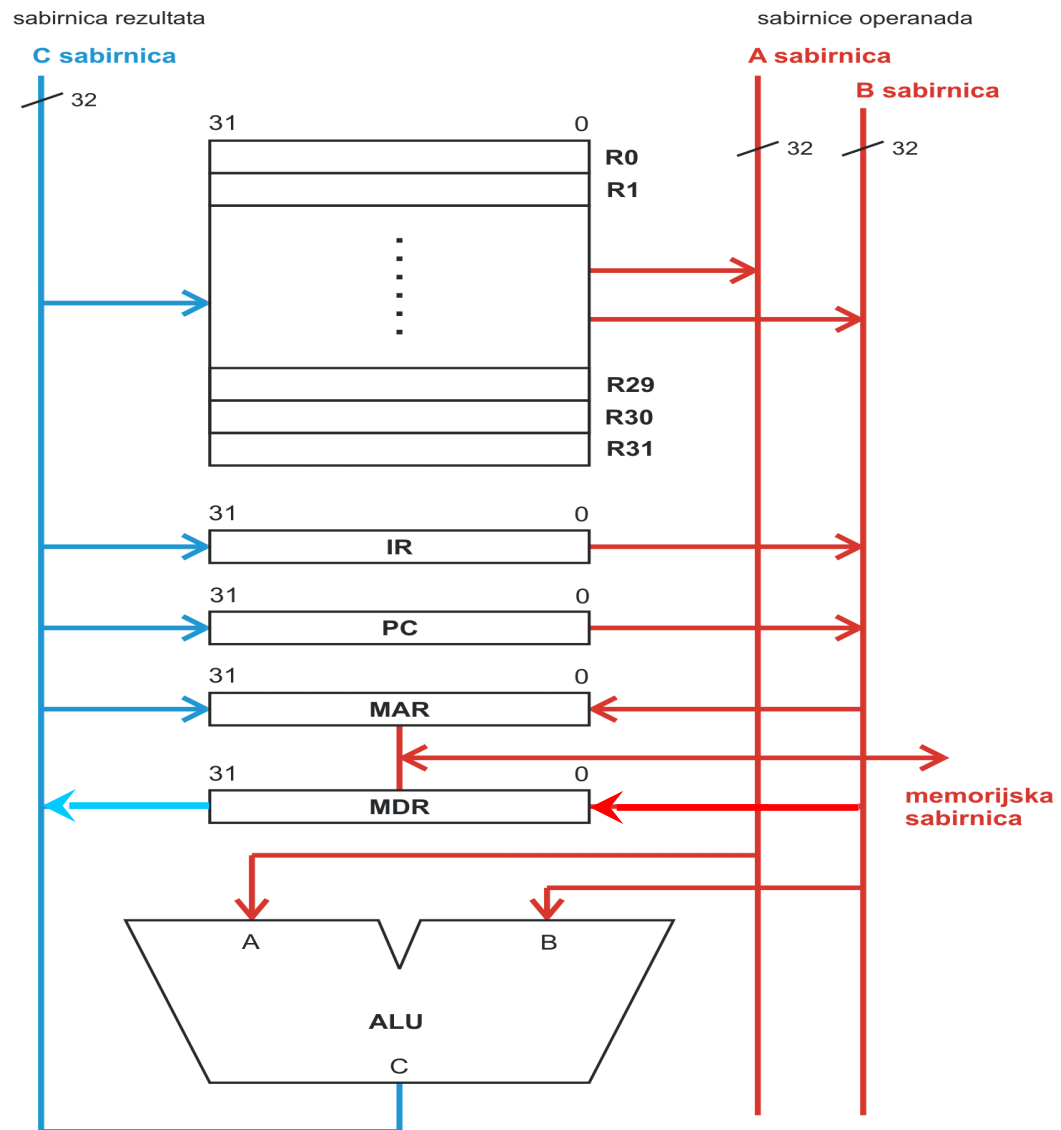 sabirnica rezultata
sabirnice operanada
C sabirnica
A sabirnica
B sabirnica
32
32
32
31 0
R0
R1
R29
R30
R31
31 0
IR
31 0
PC
31 0
MAR
31 0
MDR
memorijska
sabirnica
A
B
ALU
C